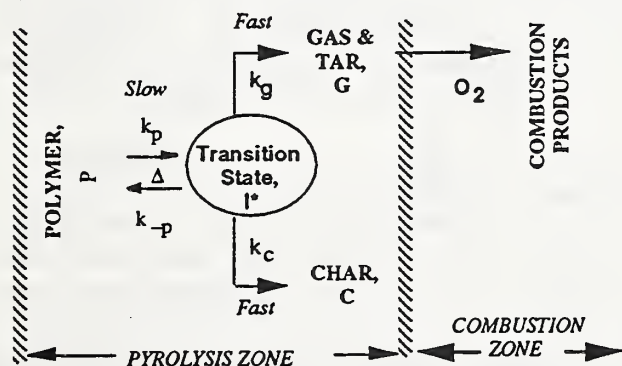 Fast
GAS &
TAR,
G
k_g
O_2
COMBUSTION
PRODUCTS
Slow
k_p
POLYMER,
P
Δ
k_-p
Transition
State,
I*
k_c
CHAR,
C
Fast
PYROLYSIS ZONE
COMBUSTION
ZONE